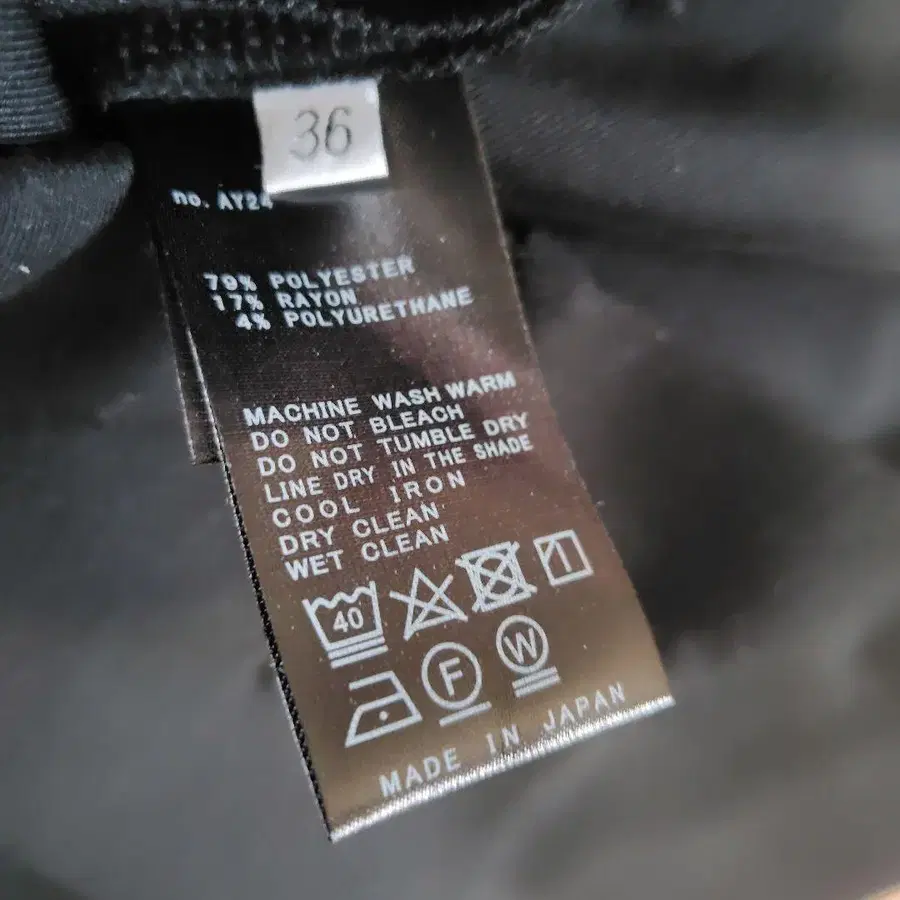 36
no. AY24
79% POLYESTER
17% RAYON
4% POLYURETHANE
MACHINE WASH WARM
DO NOT BLEACH
DO NOT TUMBLE DRY
LINE DRY IN THE SHADE
COOL IRON
DRY CLEAN
WET CLEAN
40
F W
MADE IN JAPAN